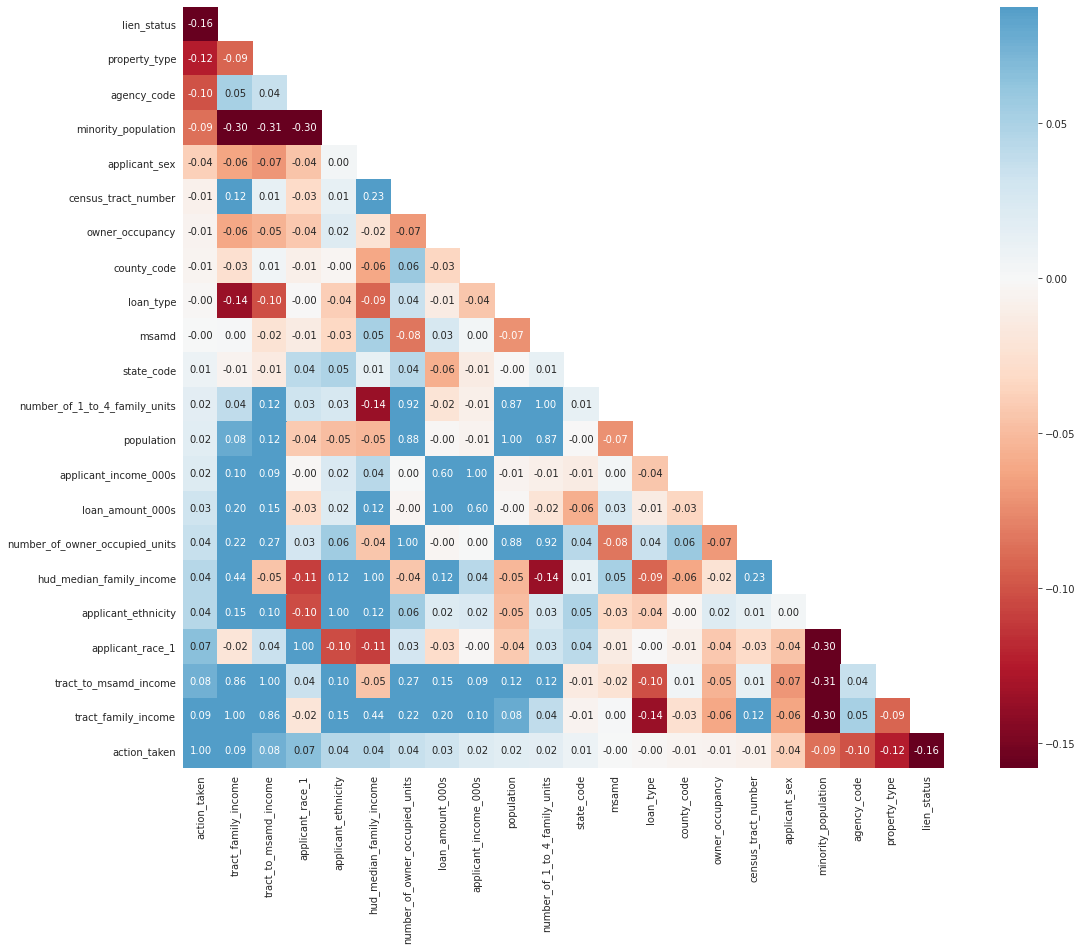 lien_status -0.16
property_type -0.12 -0.09
agency_code -0.10 0.05 0.04
minority_population -0.09 -0.30 -0.31 -0.30
applicant_sex -0.04 -0.06 -0.07 -0.04 0.00
census_tract_number -0.01 0.12 0.01 -0.03 0.01 0.23
owner_occupancy -0.01 -0.06 -0.05 -0.04 0.02 -0.02 -0.07
county_code -0.01 -0.03 0.01 -0.01 -0.00 -0.06 0.06 -0.03
loan_type -0.00 -0.14 -0.10 -0.00 -0.04 -0.09 0.04 -0.01 -0.04
msamd -0.00 0.00 -0.02 -0.01 -0.03 0.05 -0.08 0.03 0.00 -0.07
state_code 0.01 -0.01 -0.01 0.04 0.05 0.01 0.04 -0.06 -0.01 -0.00 0.01
number_of_1_to_4_family_units 0.02 0.04 0.12 0.03 0.03 -0.14 0.92 -0.02 -0.01 0.87 1.00 0.01
population 0.02 0.08 0.12 -0.04 -0.05 -0.05 0.88 -0.00 -0.01 1.00 0.87 -0.00 -0.07
applicant_income_000s 0.02 0.10 0.09 -0.00 0.02 0.04 0.00 0.60 1.00 -0.01 -0.01 -0.01 0.00 -0.04
loan_amount_000s 0.03 0.20 0.15 -0.03 0.02 0.12 -0.00 1.00 0.60 -0.00 -0.02 -0.06 0.03 -0.01 -0.03
number_of_owner_occupied_units 0.04 0.22 0.27 0.03 0.06 -0.04 1.00 -0.00 0.00 0.88 0.92 0.04 -0.08 0.04 0.06 -0.07
hud_median_family_income 0.04 0.44 -0.05 -0.11 0.12 1.00 -0.04 0.12 0.04 -0.05 -0.14 0.01 0.05 -0.09 -0.06 -0.02 0.23
applicant_ethnicity 0.04 0.15 0.10 -0.10 1.00 0.12 0.06 0.02 0.02 -0.05 0.03 0.05 -0.03 -0.04 -0.00 0.02 0.01 0.00
applicant_race_1 0.07 -0.02 0.04 1.00 -0.10 -0.11 0.03 -0.03 -0.00 -0.04 0.03 0.04 -0.01 -0.00 -0.01 -0.04 -0.03 -0.04 -0.30
tract_to_msamd_income 0.08 0.86 1.00 0.04 0.10 -0.05 0.27 0.15 0.09 0.12 0.12 -0.01 -0.02 -0.10 0.01 -0.05 0.01 -0.07 -0.31 0.04
tract_family_income 0.09 1.00 0.86 -0.02 0.15 0.44 0.22 0.20 0.10 0.08 0.04 -0.01 0.00 -0.14 -0.03 -0.06 0.12 -0.06 -0.30 0.05 -0.09
action_taken 1.00 0.09 0.08 0.07 0.04 0.04 0.04 0.03 0.02 0.02 0.02 0.01 -0.00 -0.00 -0.01 -0.01 -0.01 -0.04 -0.09 -0.10 -0.12 -0.16
action_taken
tract_family_income
tract_to_msamd_income
applicant_race_1
applicant_ethnicity
hud_median_family_income
number_of_owner_occupied_units
loan_amount_000s
applicant_income_000s
population
number_of_1_to_4_family_units
state_code
msamd
loan_type
county_code
owner_occupancy
census_tract_number
applicant_sex
minority_population
agency_code
property_type
lien_status
0.05
0.00
−0.05
−0.10
−0.15